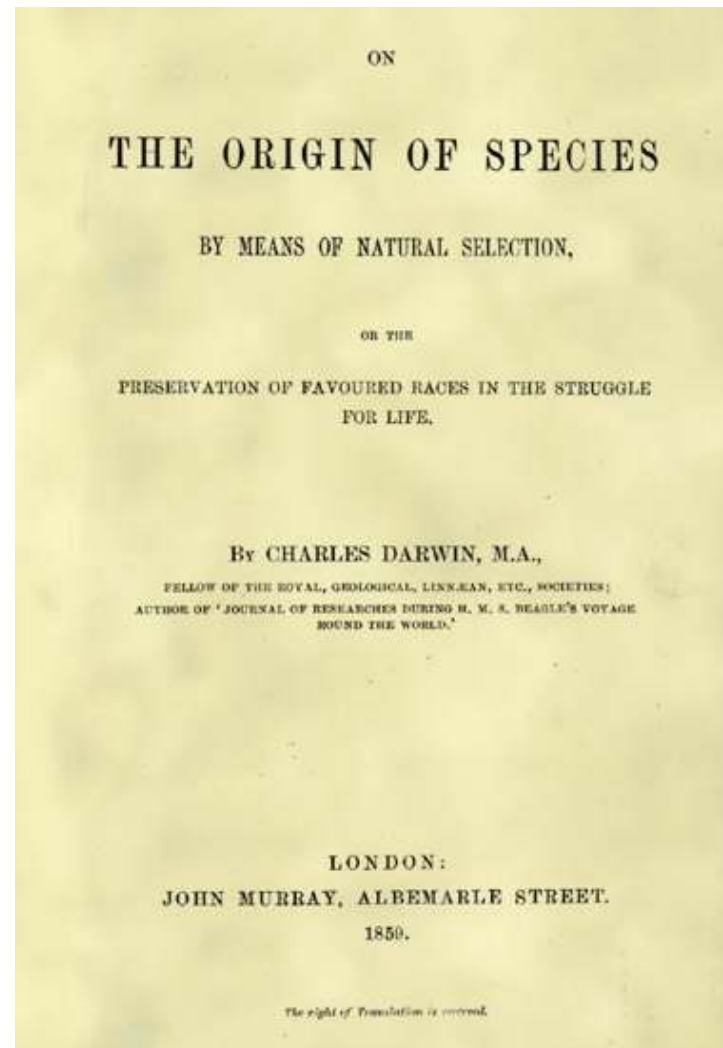 ON
THE ORIGIN OF SPECIES
BY MEANS OF NATURAL SELECTION,
OR THE
PRESERVATION OF FAVOURED RACES IN THE STRUGGLE
FOR LIFE.
By CHARLES DARWIN, M.A.,
FELLOW OF THE ROYAL, GEOLOGICAL, LINNÆAN, ETC., SOCIETIES;
AUTHOR OF ‘JOURNAL OF RESEARCHES DURING H. M. S. BEAGLE’S VOYAGE
ROUND THE WORLD.’
LONDON:
JOHN MURRAY, ALBEMARLE STREET.
1859.
The right of Translation is reserved.